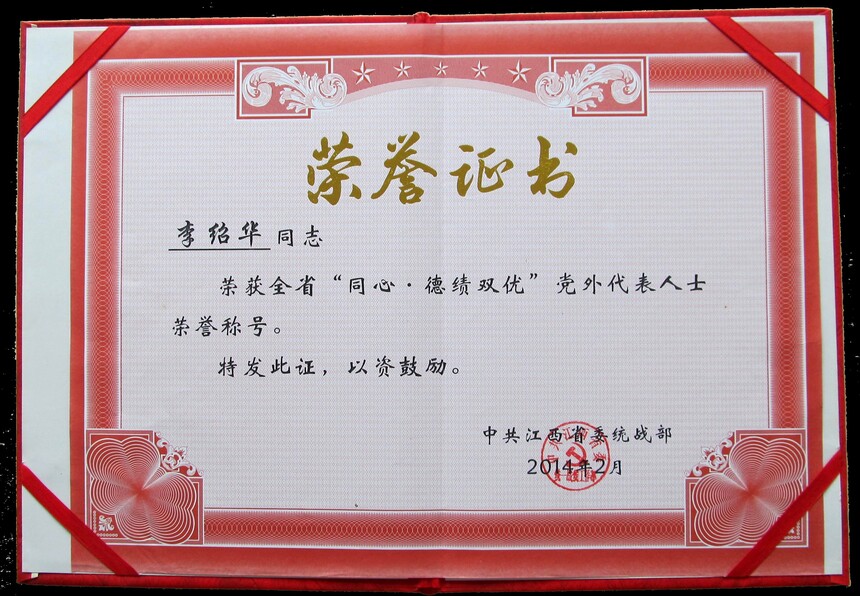 荣誉证书
李绍华 同志
荣获全省“同心·德绩双优”党外代表人士
荣誉称号。
特发此证，以资鼓励。
中共江西省委统战部
2014年2月